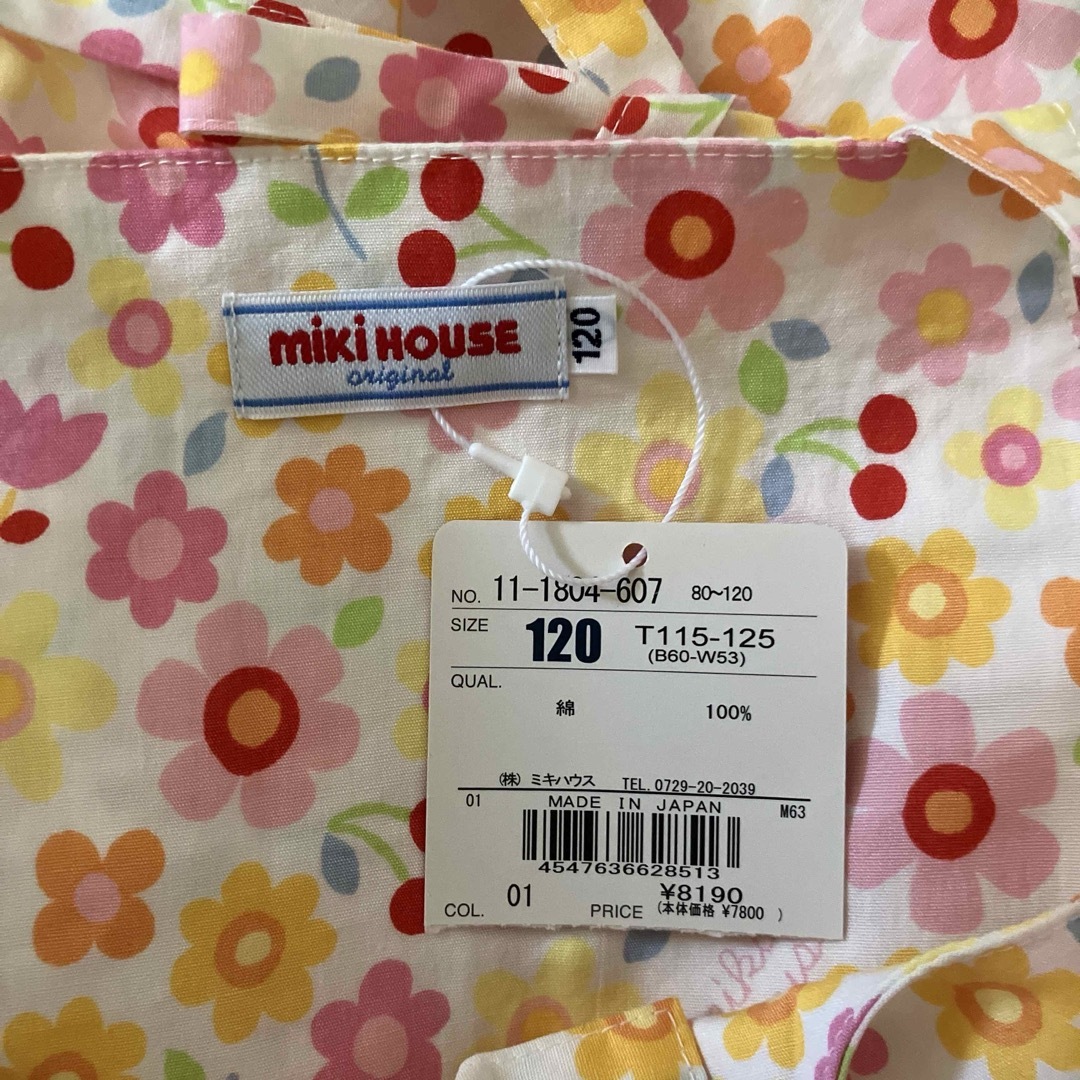 miki HOUSE
original
120
NO. 11-1804-607 80~120
SIZE 120 T115-125
(B60-W53)
QUAL.
綿 100%
(株) ミキハウス TEL. 0729-20-2039
01 MADE IN JAPAN M63
4547636628513
COL. 01 PRICE ¥8190
(本体価格 ¥7800 )